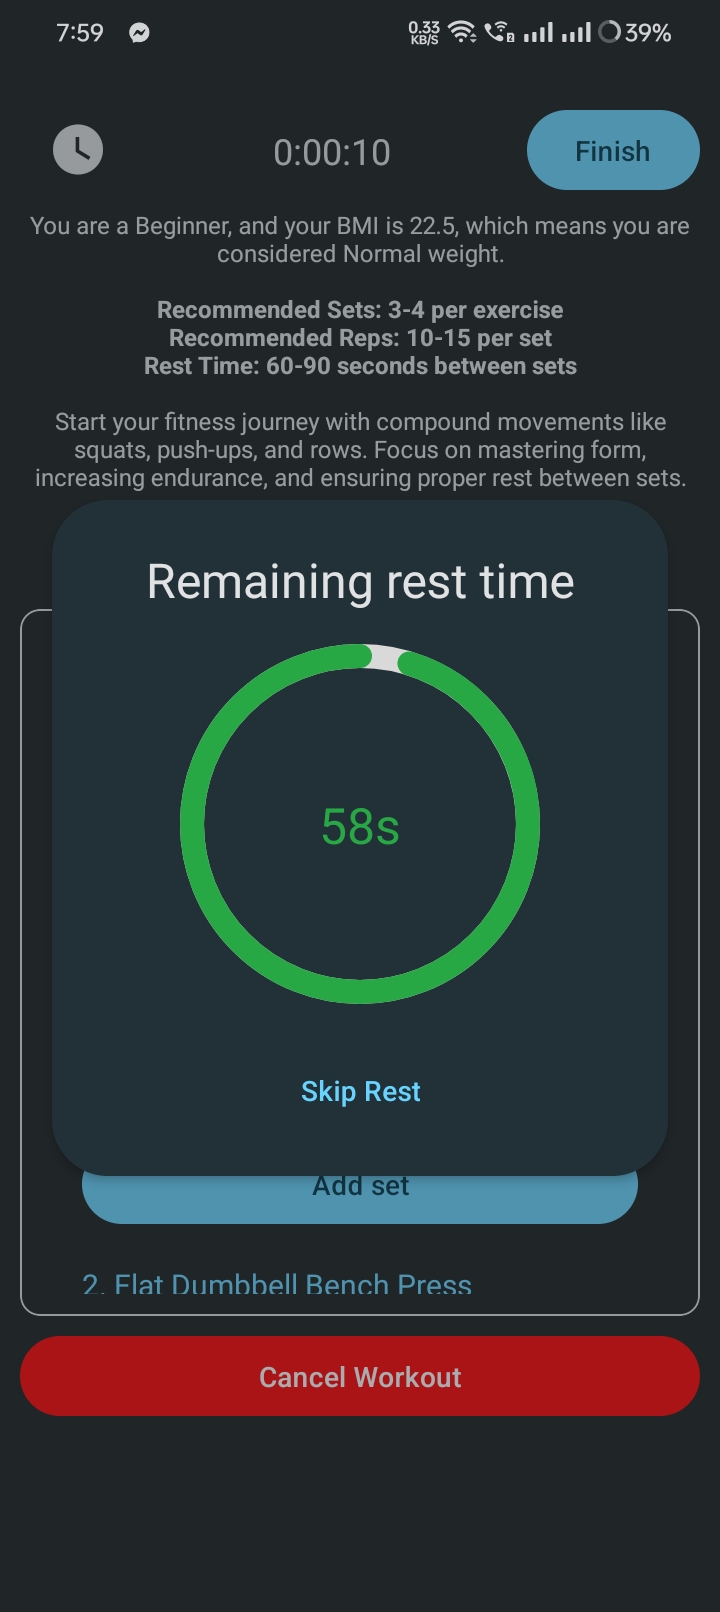 7:59
0.33
KB/S
2
39%
0:00:10
Finish
You are a Beginner, and your BMI is 22.5, which means you are
considered Normal weight.
Recommended Sets: 3-4 per exercise
Recommended Reps: 10-15 per set
Rest Time: 60-90 seconds between sets
Start your fitness journey with compound movements like
squats, push-ups, and rows. Focus on mastering form,
increasing endurance, and ensuring proper rest between sets.
Remaining rest time
58s
Skip Rest
Add set
2. Flat Dumbbell Bench Press
Cancel Workout